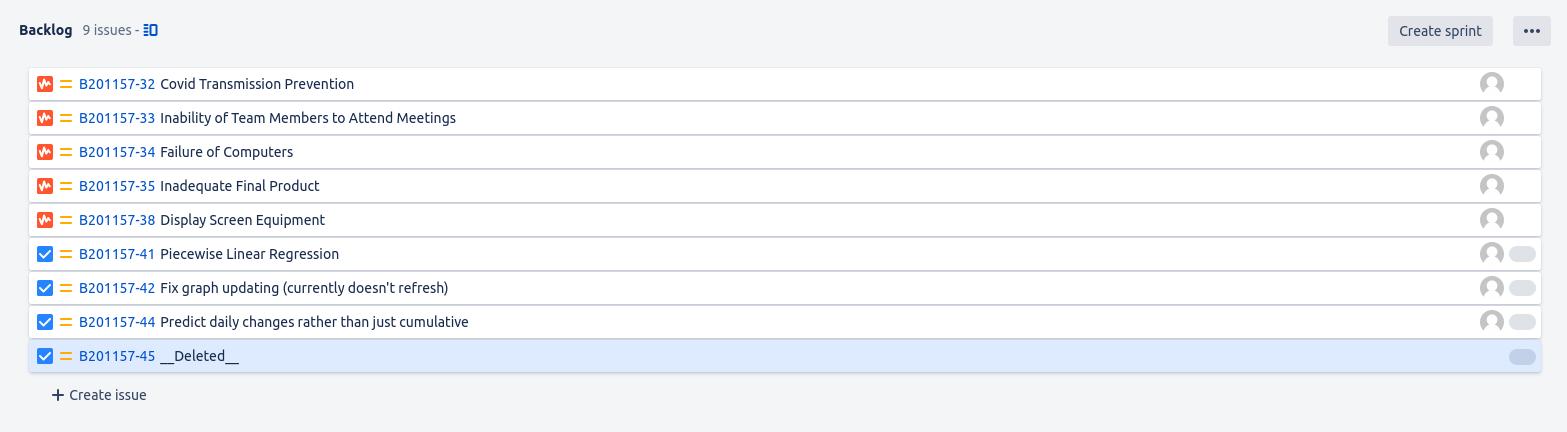 Backlog 9 issues -
Create sprint
B201157-32 Covid Transmission Prevention
B201157-33 Inability of Team Members to Attend Meetings
B201157-34 Failure of Computers
B201157-35 Inadequate Final Product
B201157-38 Display Screen Equipment
B201157-41 Piecewise Linear Regression
B201157-42 Fix graph updating (currently doesn't refresh)
B201157-44 Predict daily changes rather than just cumulative
B201157-45 __Deleted__
+ Create issue